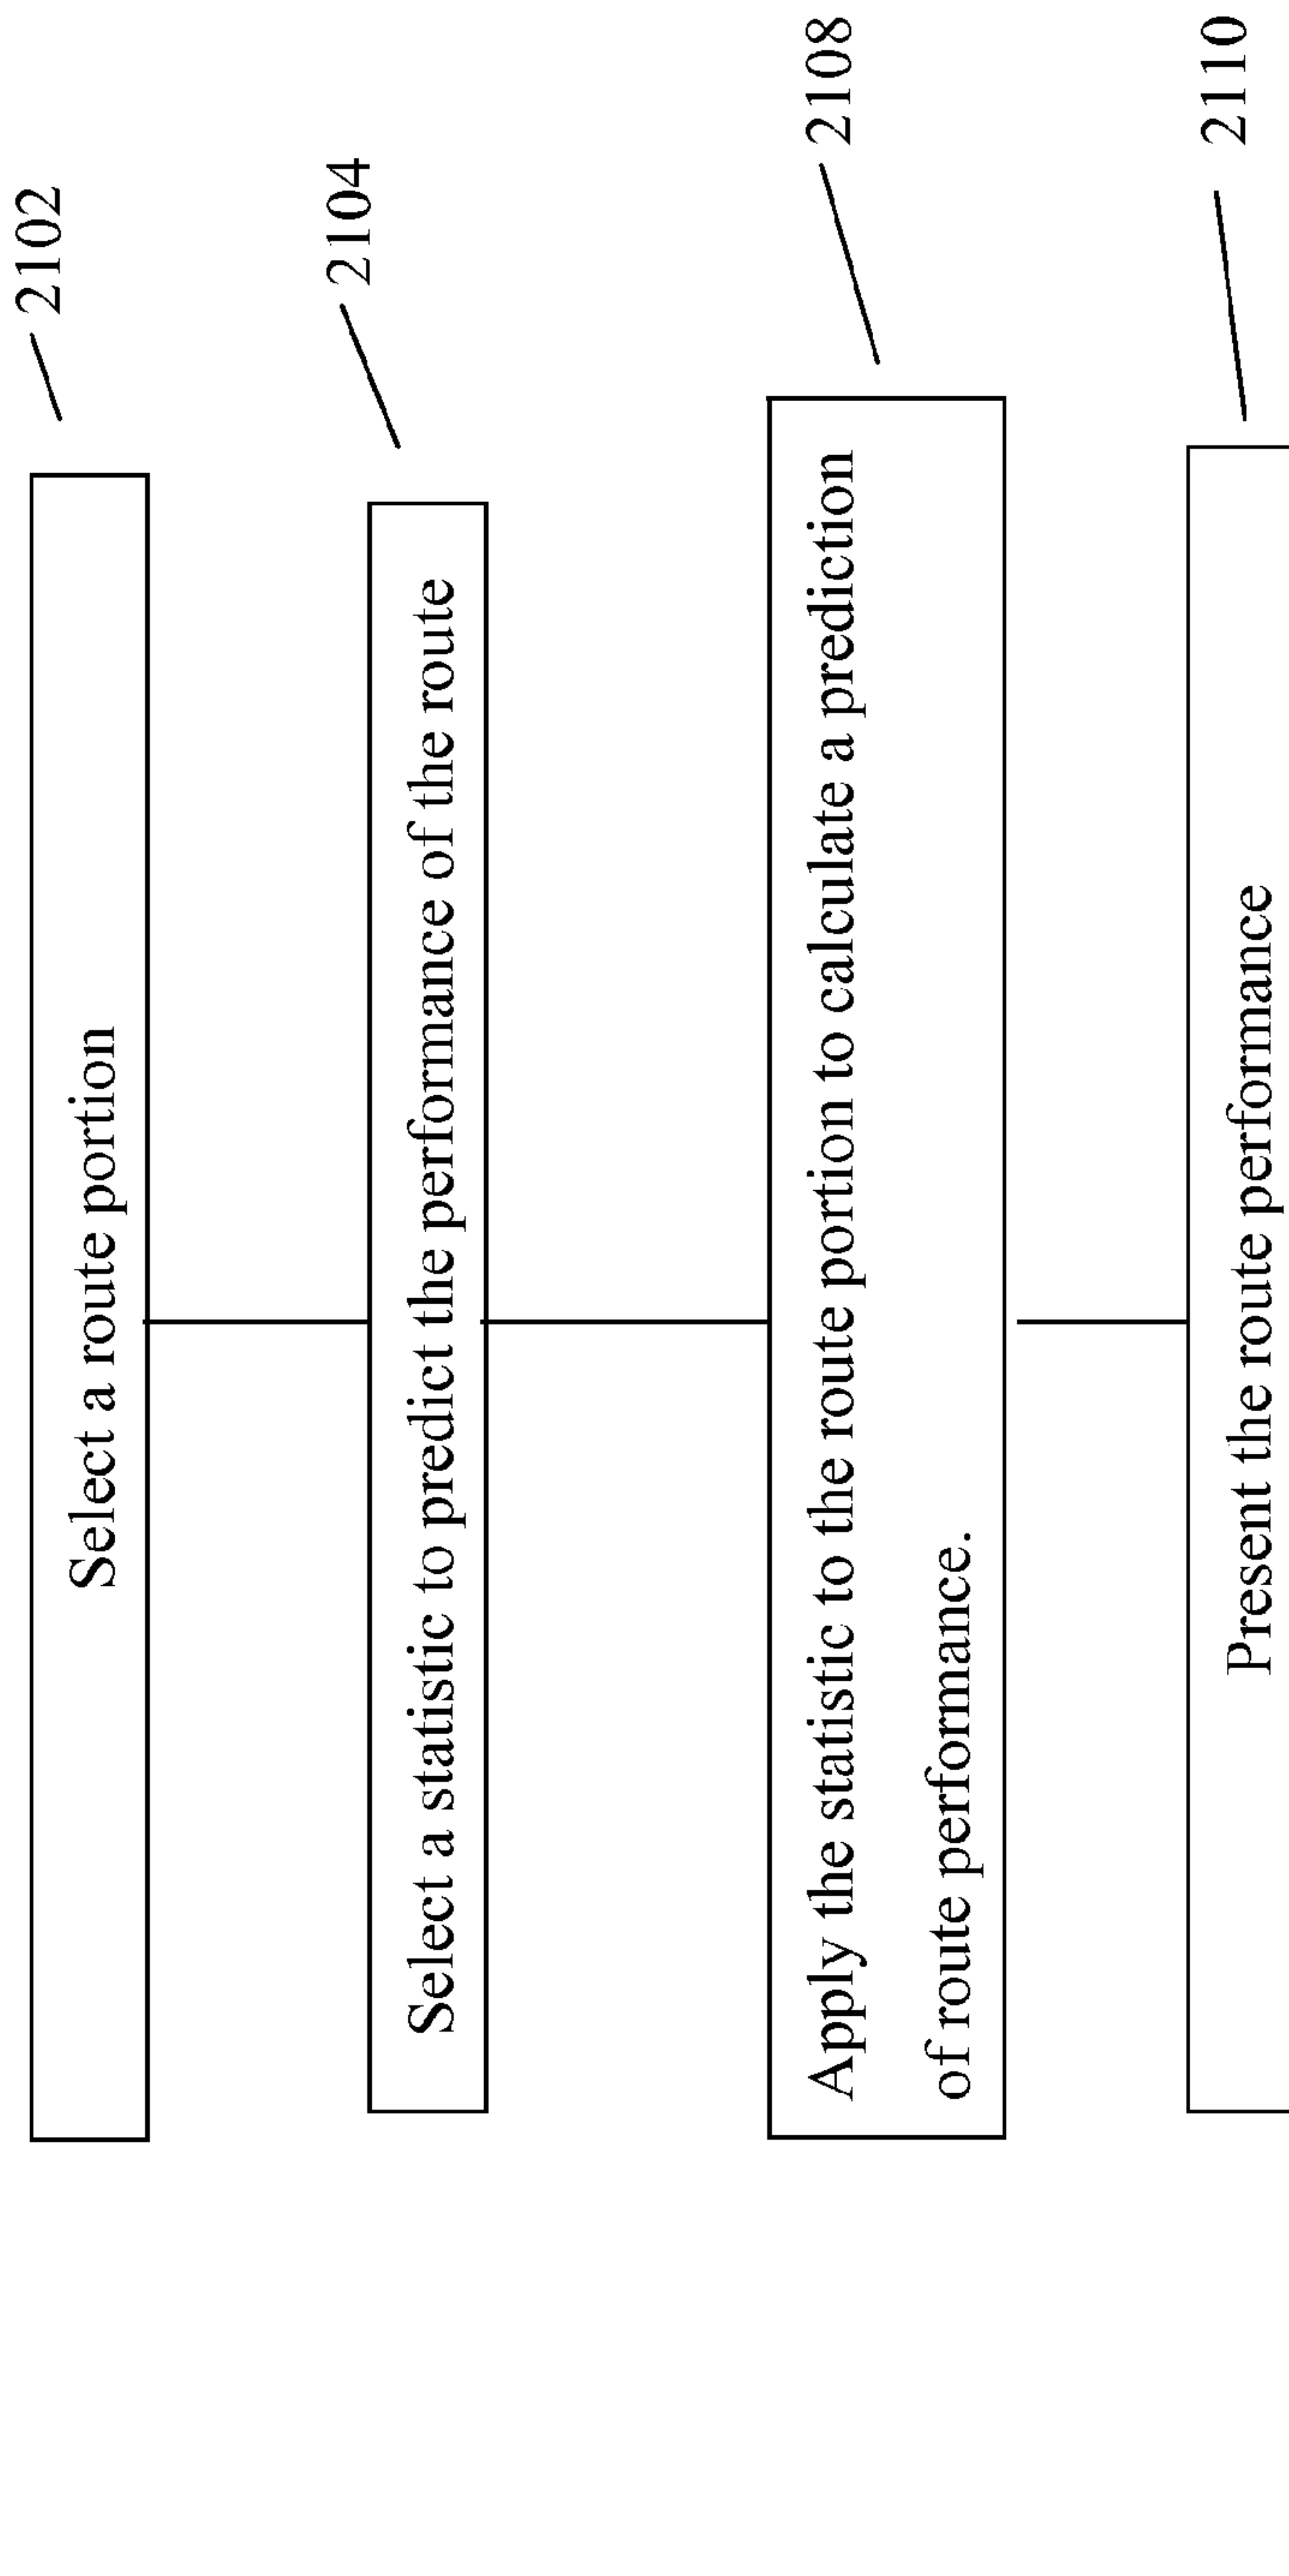 2102
Select a route portion
2104
Select a statistic to predict the performance of the route
2108
Apply the statistic to the route portion to calculate a prediction
of route performance.
2110
Present the route performance